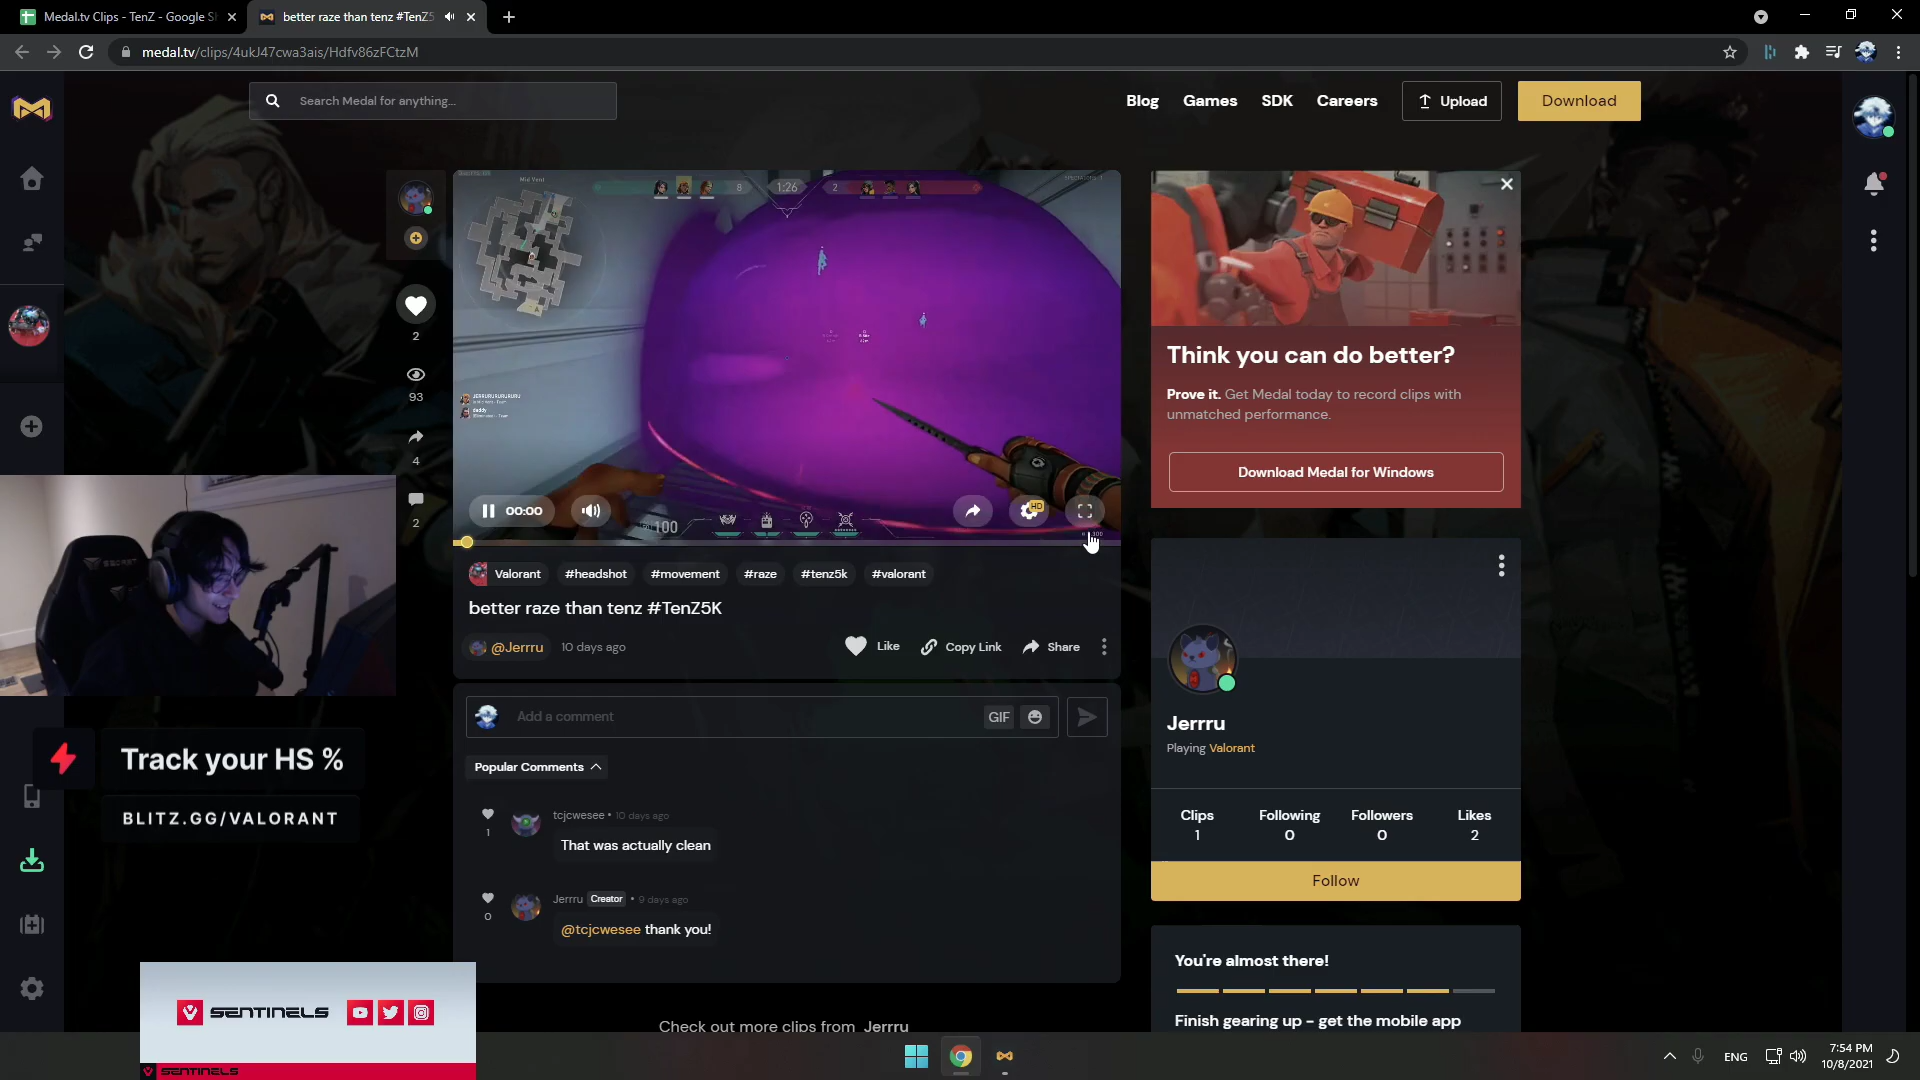 Medal.tv Clips - TenZ - Google S
better raze than tenz #TenZ5
medal.tv/clips/4ukJ47cwa3ais/Hdfv86zFCtzM
Search Medal for anything...
Blog
Games
SDK
Careers
Upload
Download
Mid Vent
8
1:26
2
2
93
4
2
JERRURURURURURU
daddy
00:00
100
HD
Valorant
#headshot
#movement
#raze
#tenz5k
#valorant
better raze than tenz #TenZ5K
@Jerrru
10 days ago
Like
Copy Link
Share
Add a comment
GIF
Popular Comments
1
tcjcwesee • 10 days ago
That was actually clean
0
Jerrru Creator • 9 days ago
@tcjcwesee thank you!
Check out more clips from Jerrru
Think you can do better?
Prove it. Get Medal today to record clips with
unmatched performance.
Download Medal for Windows
Jerrru
Playing Valorant
Clips
1
Following
0
Followers
0
Likes
2
Follow
You're almost there!
Finish gearing up - get the mobile app
Track your HS %
BLITZ.GG/VALORANT
SENTINELS
SENTINELS
ENG
7:54 PM
10/8/2021